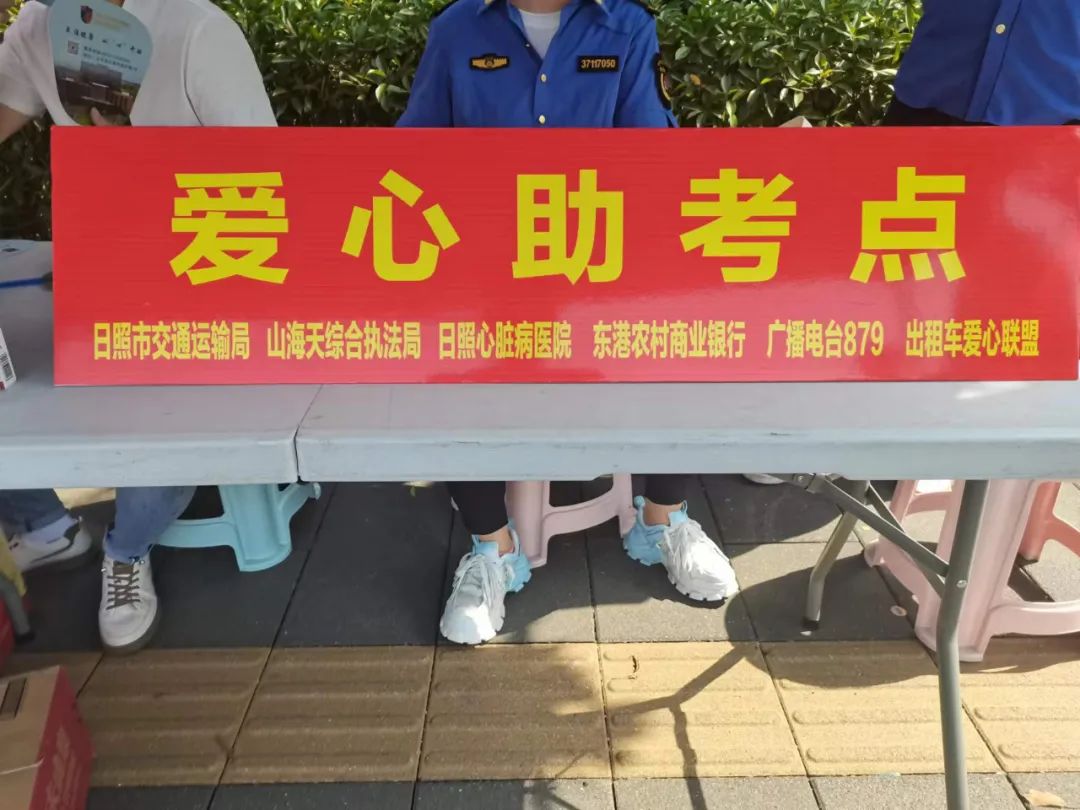 37117050
爱心助考点
日照市交通运输局 山海天综合执法局 日照心脏病医院 东港农村商业银行 广播电台879 出租车爱心联盟